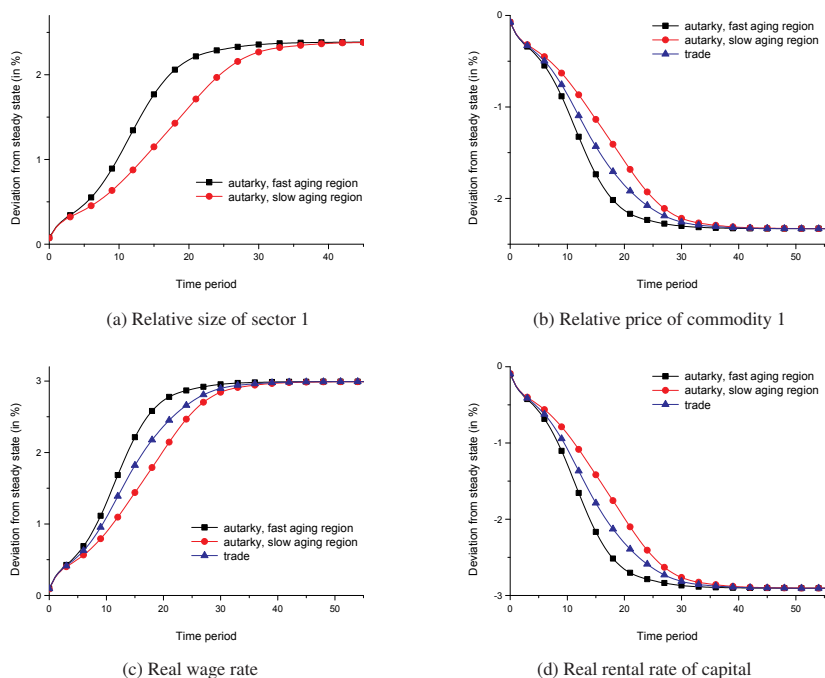 Deviation from steady state (in %)
2
1
0
0
10
20
30
40
autarky, fast aging region
autarky, slow aging region
Time period
(a) Relative size of sector 1
Deviation from steady state (in %)
0
-1
-2
0
10
20
30
40
50
autarky, fast aging region
autarky, slow aging region
trade
Time period
(b) Relative price of commodity 1
Deviation from steady state (in %)
3
2
1
0
0
10
20
30
40
50
autarky, fast aging region
autarky, slow aging region
trade
Time period
(c) Real wage rate
Deviation from steady state (in %)
0
-1
-2
-3
0
10
20
30
40
50
autarky, fast aging region
autarky, slow aging region
trade
Time period
(d) Real rental rate of capital